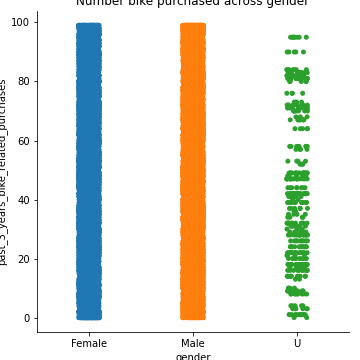 Number bike purchased across gender
past_3_years_bike_related_purchases
100
80
60
40
20
0
Female
Male
U
gender